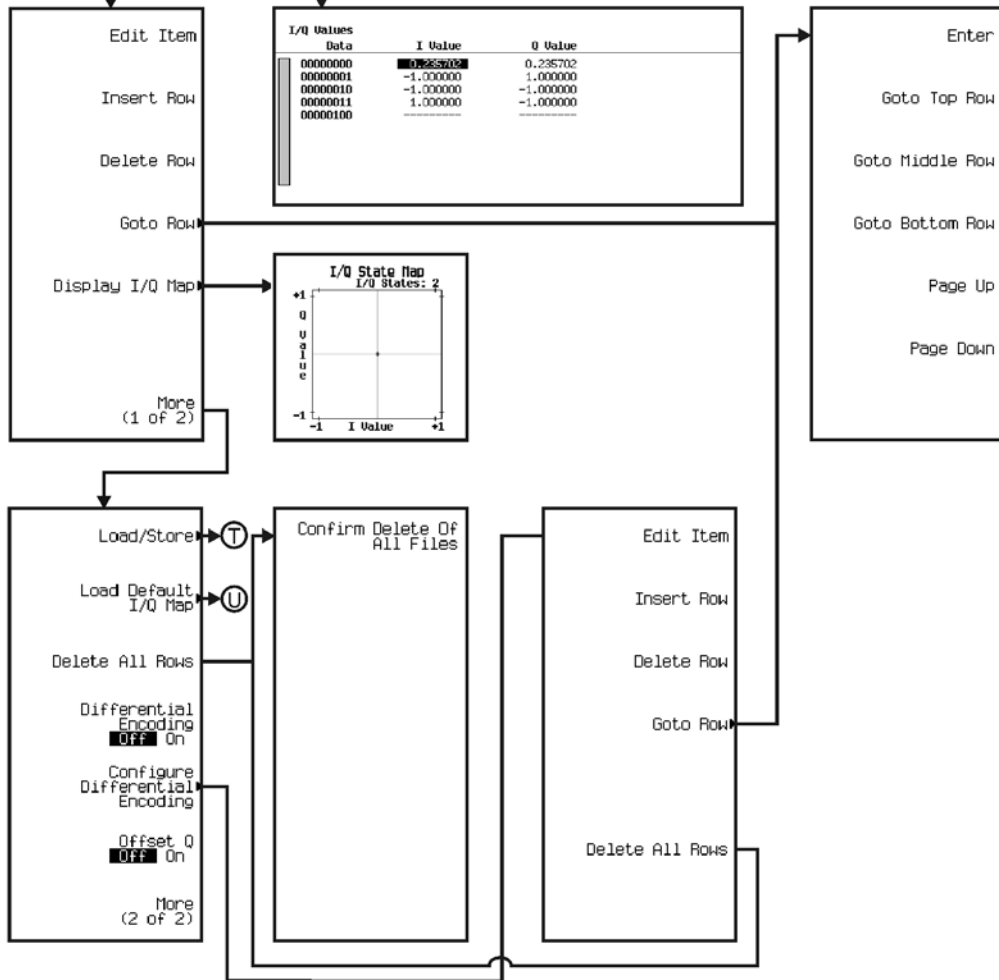 Edit Item
Insert Row
Delete Row
Goto Row
Display I/Q Map
More
(1 of 2)
I/Q Values
Data I Value Q Value
00000000 0.235702 0.235702
00000001 -1.000000 1.000000
00000010 -1.000000 -1.000000
00000011 1.000000 -1.000000
00000100 --------- ---------
I/Q State Map
I/Q States: 2
+1
Q Value
-1
-1 I Value +1
Enter
Goto Top Row
Goto Middle Row
Goto Bottom Row
Page Up
Page Down
Load/Store
T
Load Default
I/Q Map
U
Delete All Rows
Differential
Encoding
Off On
Configure
Differential
Encoding
Offset Q
Off On
More
(2 of 2)
Confirm Delete Of
All Files
Edit Item
Insert Row
Delete Row
Goto Row
Delete All Rows